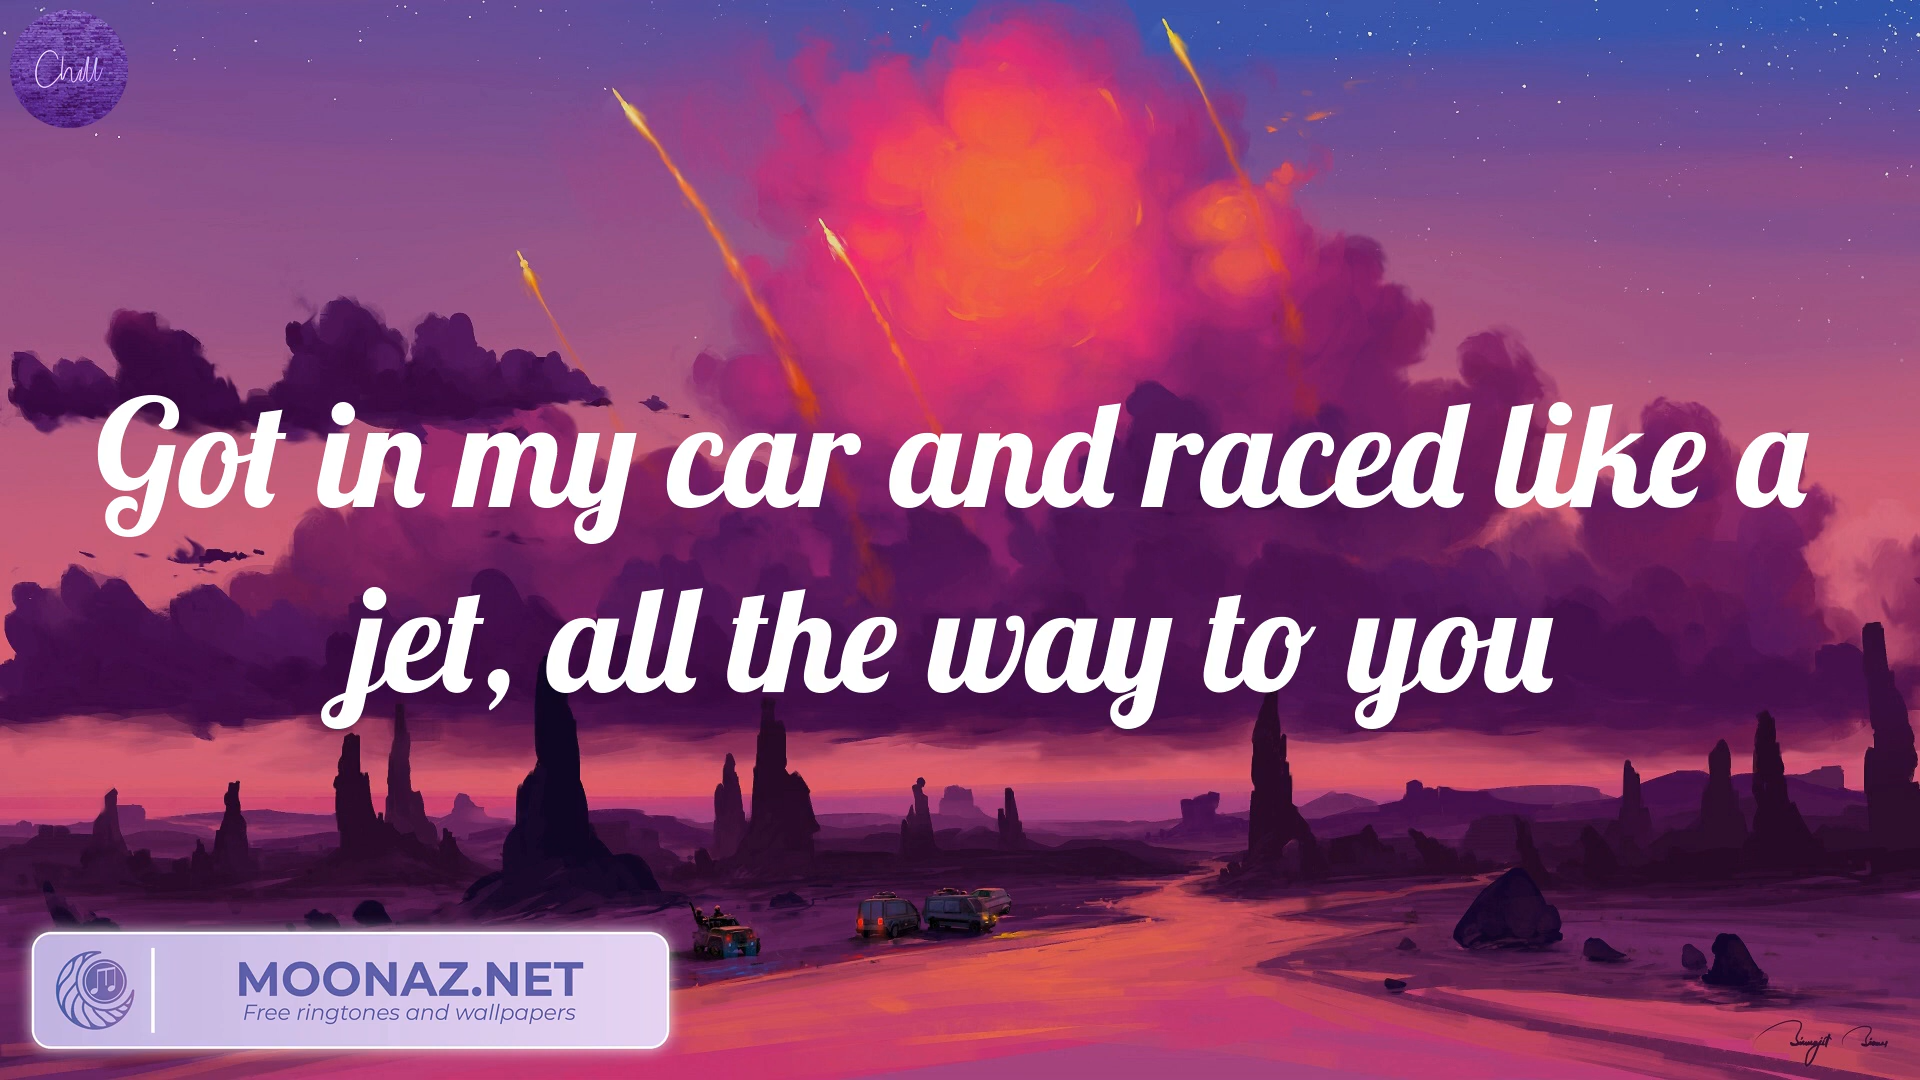 Chill
Got in my car and raced like a
jet, all the way to you
MOONAZ.NET
Free ringtones and wallpapers